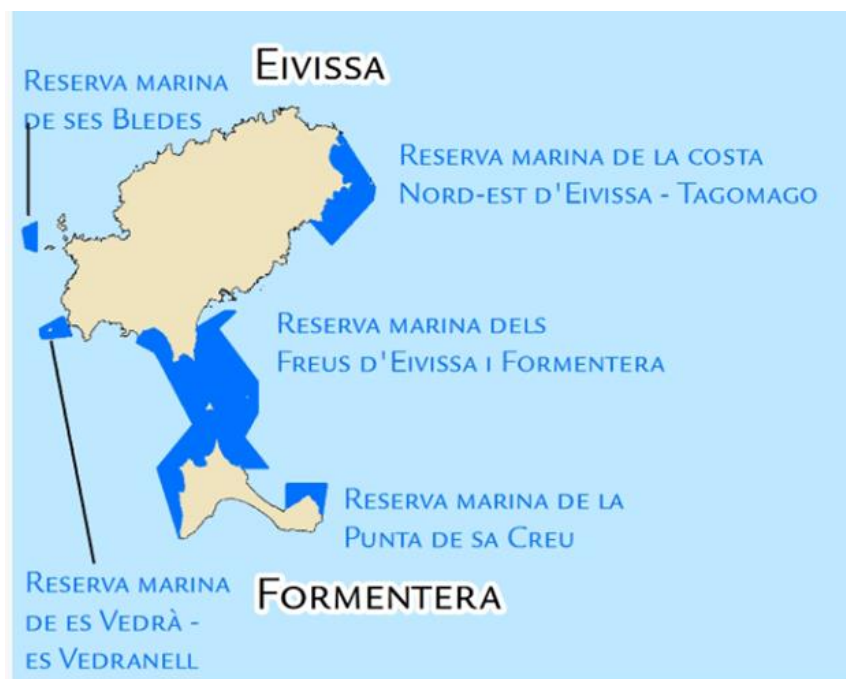 EIVISSA
RESERVA MARINA
DE SES BLEDES
RESERVA MARINA DE LA COSTA
NORD-EST D'EIVISSA - TAGOMAGO
RESERVA MARINA DELS
FREUS D'EIVISSA I FORMENTERA
RESERVA MARINA DE LA
PUNTA DE SA CREU
RESERVA MARINA
DE ES VEDRÀ -
ES VEDRANELL
FORMENTERA